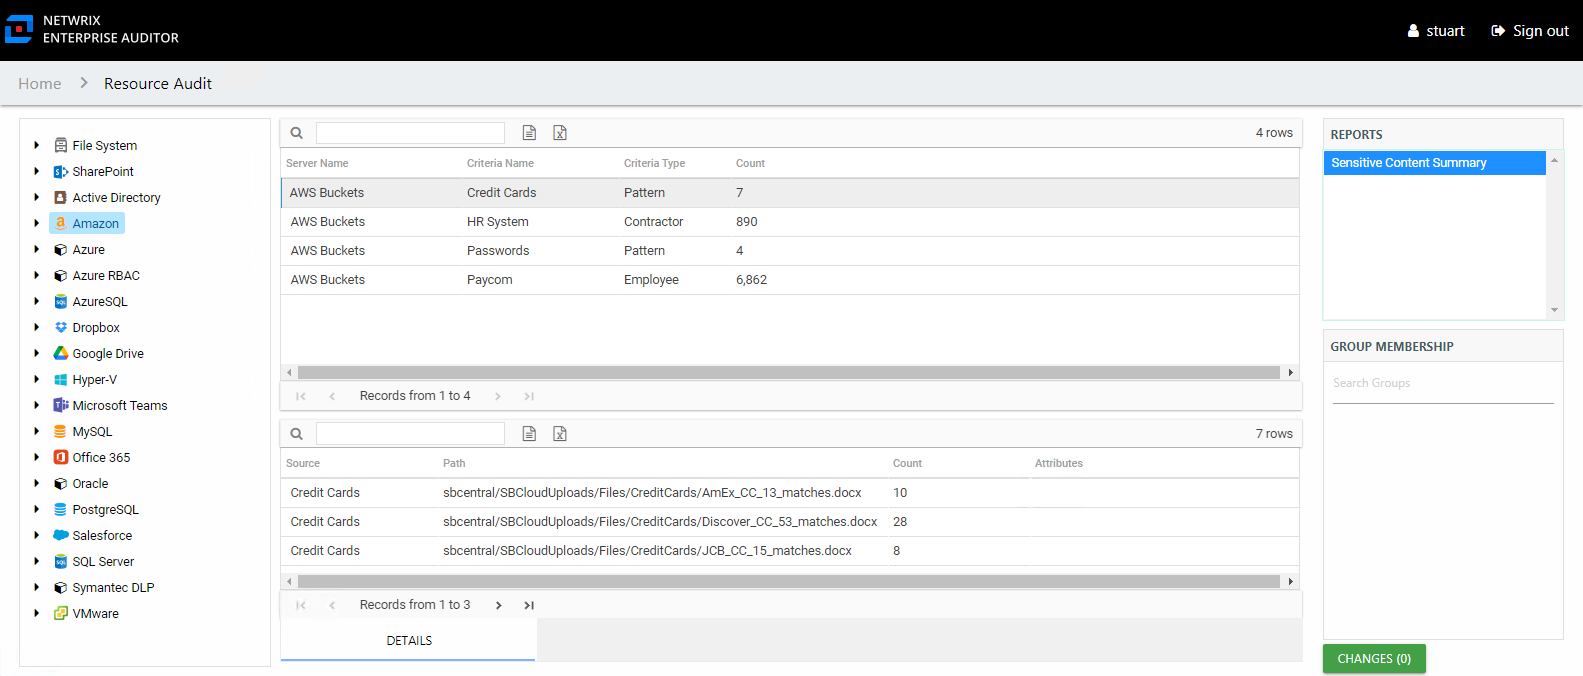 NETWRIX
ENTERPRISE AUDITOR
stuart
Sign out
Home
Resource Audit
File System
SharePoint
Active Directory
Amazon
Azure
Azure RBAC
AzureSQL
Dropbox
Google Drive
Hyper-V
Microsoft Teams
MySQL
Office 365
Oracle
PostgreSQL
Salesforce
SQL Server
Symantec DLP
VMware
4 rows
Server Name Criteria Name Criteria Type Count
AWS Buckets Credit Cards Pattern 7
AWS Buckets HR System Contractor 890
AWS Buckets Passwords Pattern 4
AWS Buckets Paycom Employee 6,862
Records from 1 to 4
7 rows
Source Path Count Attributes
Credit Cards sbcentral/SBCloudUploads/Files/CreditCards/AmEx_CC_13_matches.docx 10
Credit Cards sbcentral/SBCloudUploads/Files/CreditCards/Discover_CC_53_matches.docx 28
Credit Cards sbcentral/SBCloudUploads/Files/CreditCards/JCB_CC_15_matches.docx 8
Records from 1 to 3
DETAILS
REPORTS
Sensitive Content Summary
GROUP MEMBERSHIP
Search Groups
CHANGES (0)